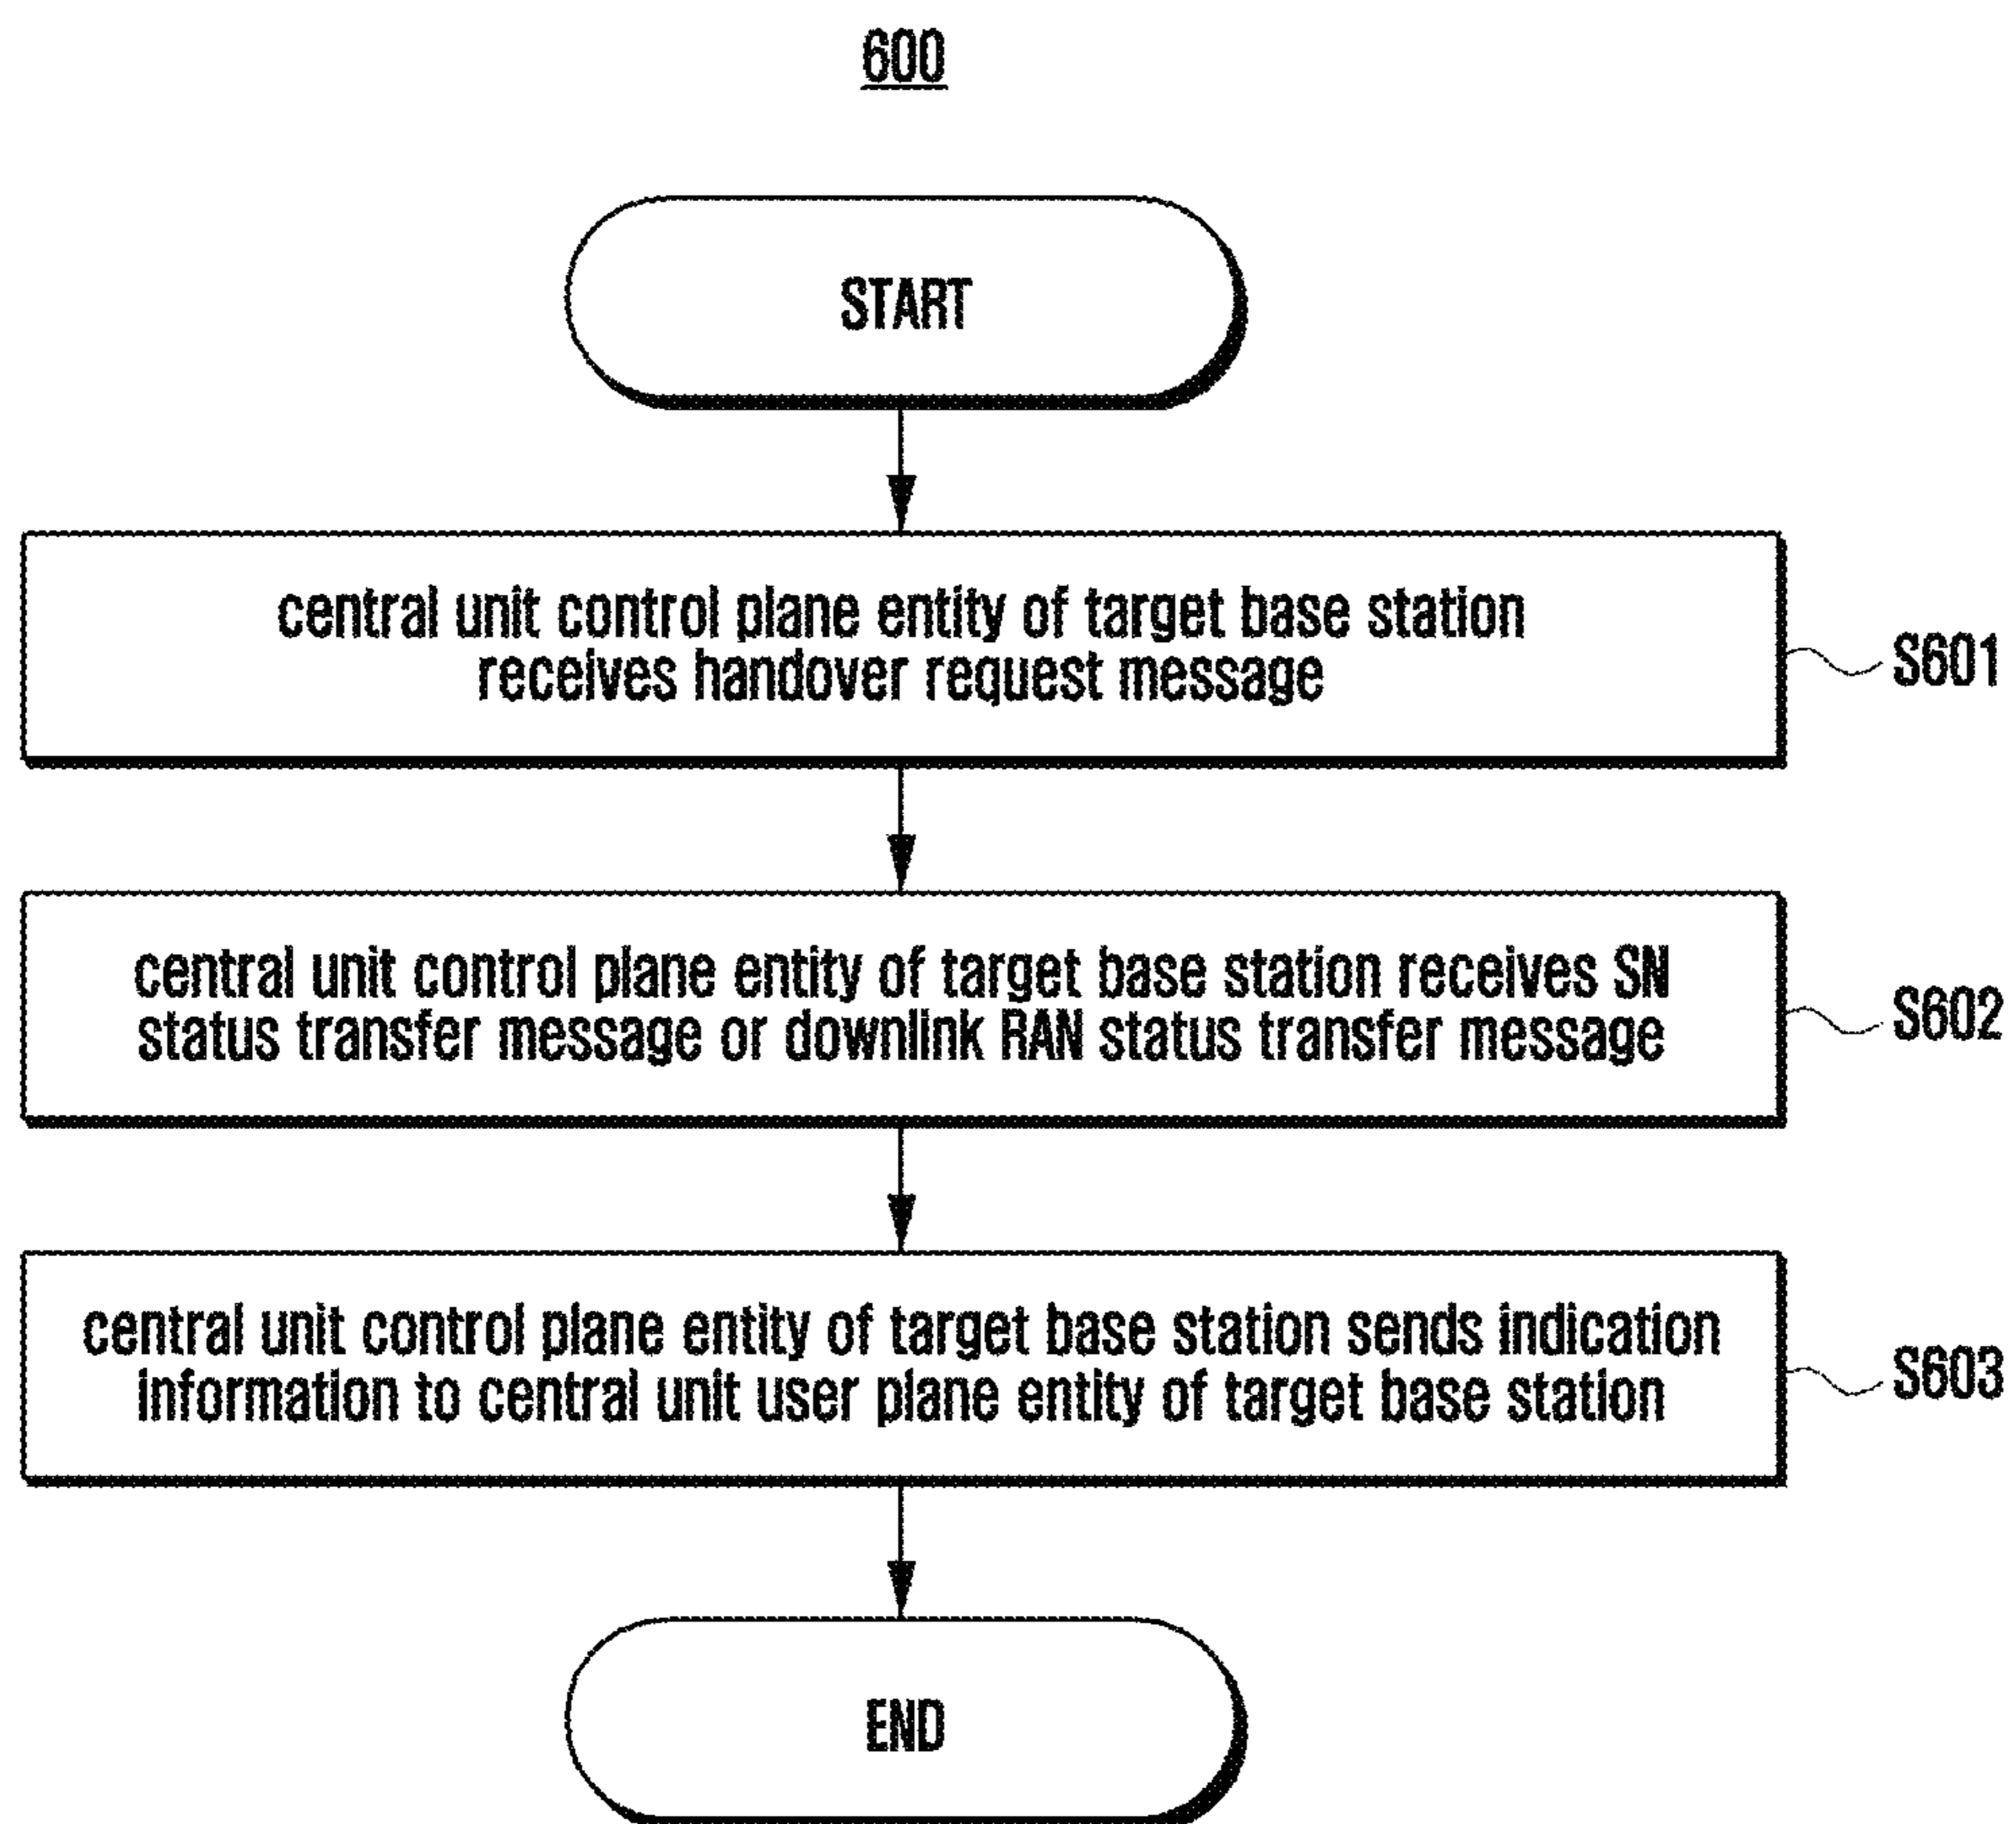 600
START
central unit control plane entity of target base station
receives handover request message
S601
central unit control plane entity of target base station receives SN
status transfer message or downlink RAN status transfer message
S602
central unit control plane entity of target base station sends indication
information to central unit user plane entity of target base station
S603
END